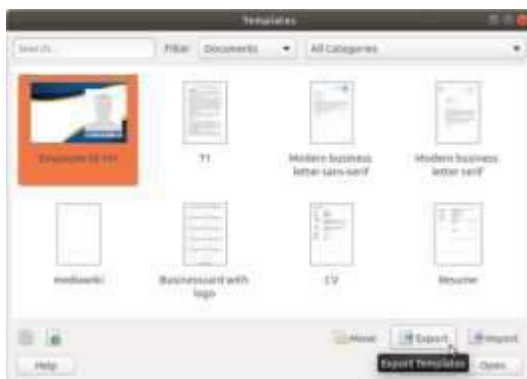 Templates
Search...
Filter
Documents
All Categories
T1
Modern business
letter sans-serif
Modern business
letter serif
mediawiki
Businesscard with
logo
CV
Resume
Move
Export
Import
Export Templates
Help
Open